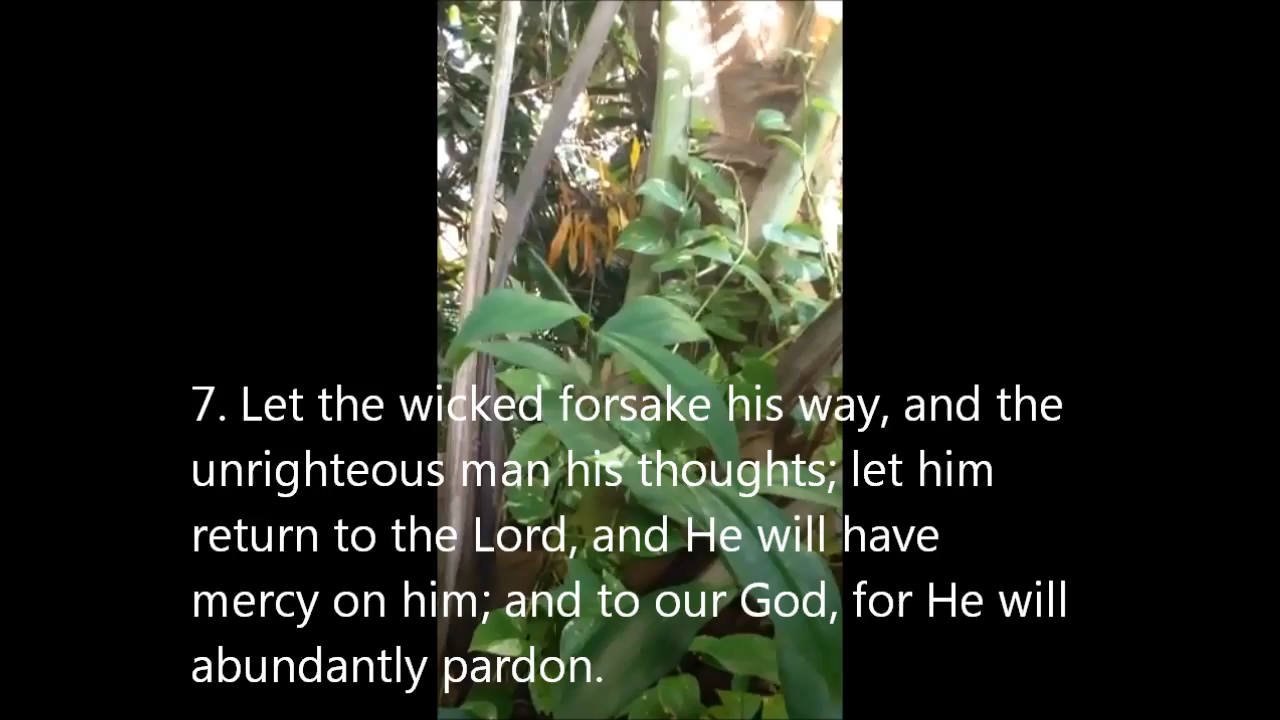 7. Let the wicked forsake his way, and the
unrighteous man his thoughts; let him
return to the Lord, and He will have
mercy on him; and to our God, for He will
abundantly pardon.